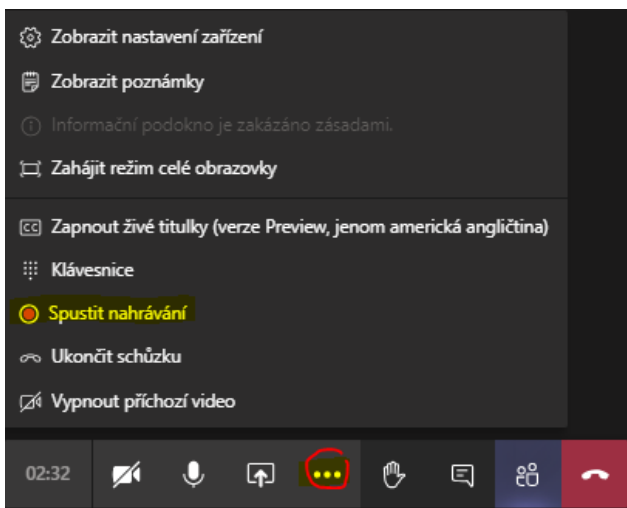 Zobrazit nastavení zařízení
Zobrazit poznámky
Informační podokno je zakázáno zásadami.
Zahájit režim celé obrazovky
CC Zapnout živé titulky (verze Preview, jenom americká angličtina)
Klávesnice
Spustit nahrávání
Ukončit schůzku
Vypnout příchozí video
02:32